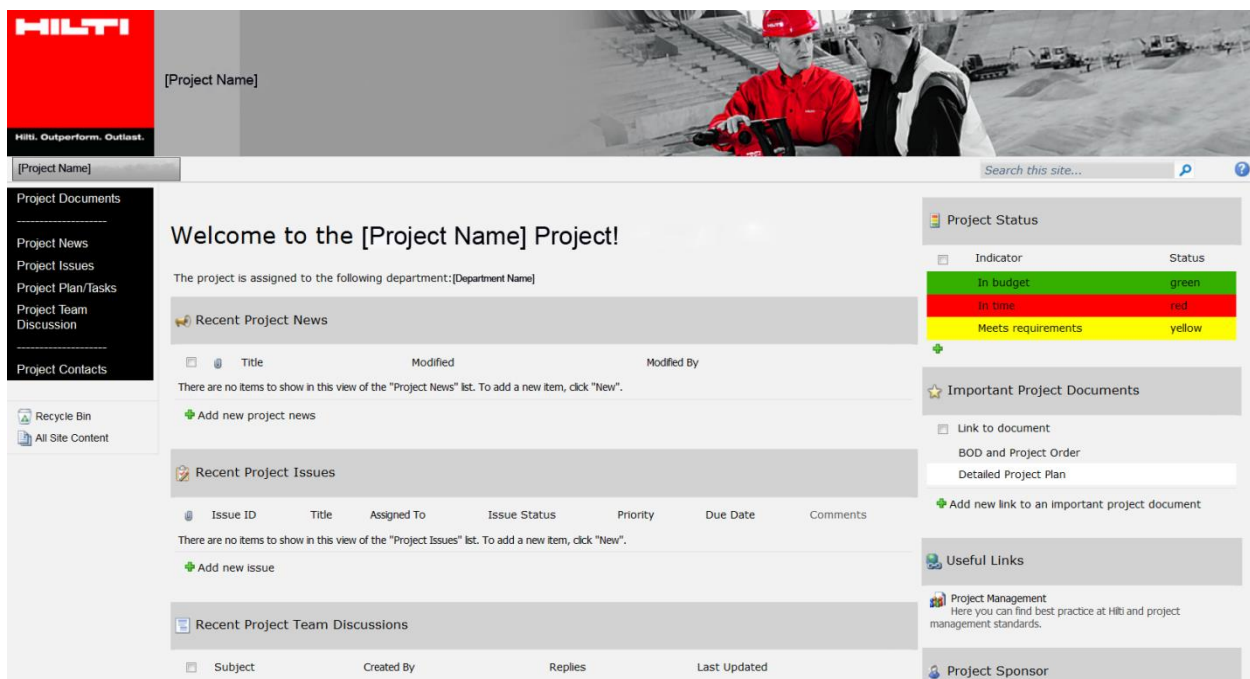 HILTI
[Project Name]
Hilti. Outperform. Outlast.
[Project Name]
Search this site...
Project Documents
--------------------
Project News
Project Issues
Project Plan/Tasks
Project Team
Discussion
--------------------
Project Contacts
Recycle Bin
All Site Content
Welcome to the [Project Name] Project!
The project is assigned to the following department:[Department Name]
Recent Project News
Title Modified Modified By
There are no items to show in this view of the "Project News" list. To add a new item, click "New".
Add new project news
Recent Project Issues
Issue ID Title Assigned To Issue Status Priority Due Date Comments
There are no items to show in this view of the "Project Issues" list. To add a new item, click "New".
Add new issue
Recent Project Team Discussions
Subject Created By Replies Last Updated
Project Status
Indicator Status
In budget green
In time red
Meets requirements yellow
Important Project Documents
Link to document
BOD and Project Order
Detailed Project Plan
Add new link to an important project document
Useful Links
Project Management
Here you can find best practice at Hilti and project
management standards.
Project Sponsor